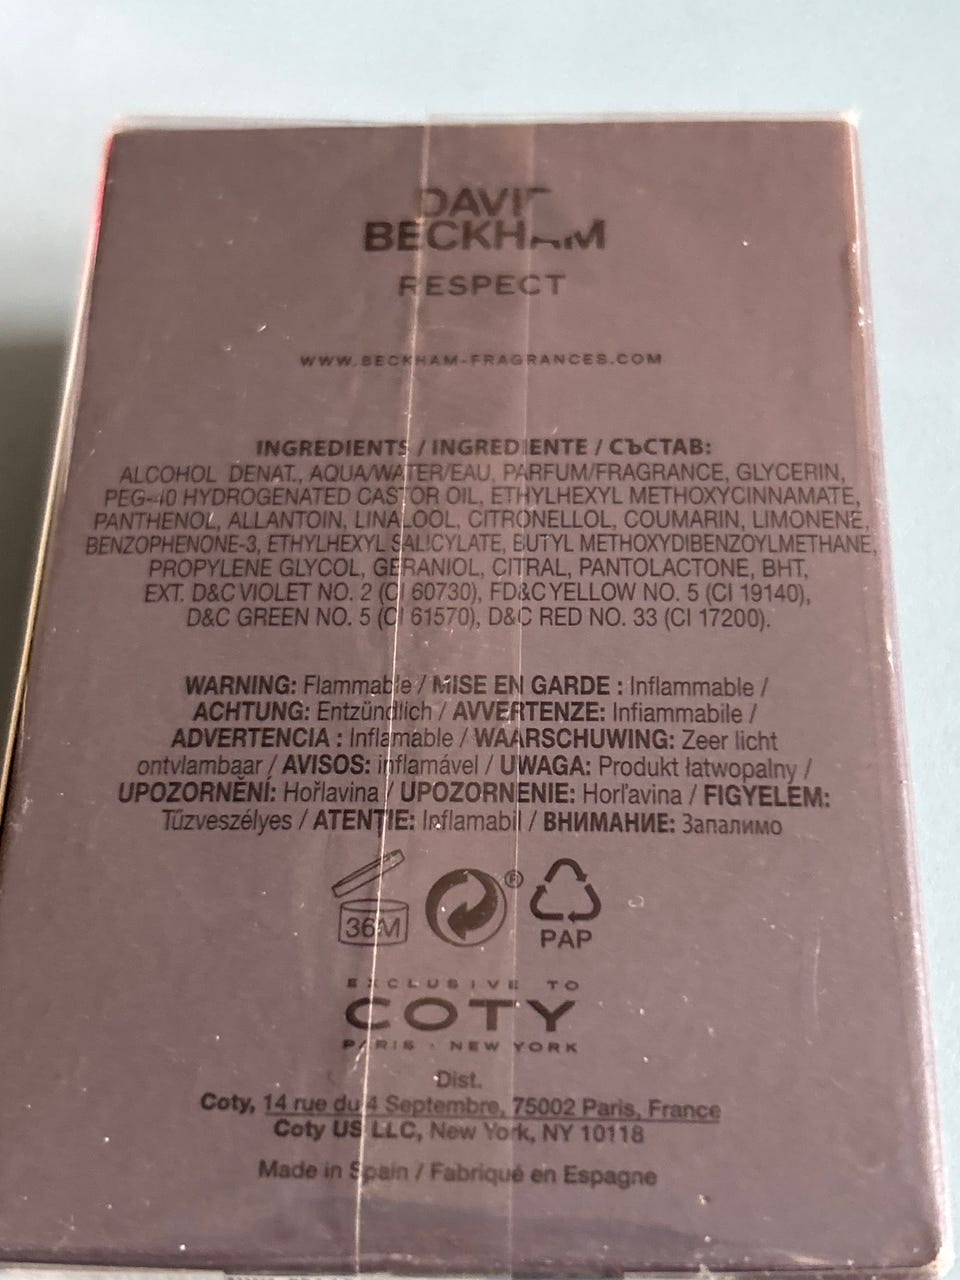 DAVID
BECKHAM
RESPECT
WWW.BECKHAM-FRAGRANCES.COM
INGREDIENTS / INGREDIENTE / СЪСТАВ:
ALCOHOL DENAT., AQUA/WATER/EAU, PARFUM/FRAGRANCE, GLYCERIN,
PEG-40 HYDROGENATED CASTOR OIL, ETHYLHEXYL METHOXYCINNAMATE,
PANTHENOL, ALLANTOIN, LINALOOL, CITRONELLOL, COUMARIN, LIMONENE,
BENZOPHENONE-3, ETHYLHEXYL SALICYLATE, BUTYL METHOXYDIBENZOYLMETHANE,
PROPYLENE GLYCOL, GERANIOL, CITRAL, PANTOLACTONE, BHT,
EXT. D&C VIOLET NO. 2 (CI 60730), FD&C YELLOW NO. 5 (CI 19140),
D&C GREEN NO. 5 (CI 61570), D&C RED NO. 33 (CI 17200).
WARNING: Flammable / MISE EN GARDE : Inflammable /
ACHTUNG: Entzündlich / AVVERTENZE: Infiammabile /
ADVERTENCIA : Inflamable / WAARSCHUWING: Zeer licht
ontvlambaar / AVISOS: inflamável / UWAGA: Produkt łatwopalny /
UPOZORNĚNÍ: Hořlavina / UPOZORNENIE: Horľavina / FIGYELEM:
Tűzveszélyes / ATENŢIE: Inflamabil / ВНИМАНИЕ: Запалимо
36M
PAP
EXCLUSIVE TO
COTY
PARIS · NEW YORK
Dist.
Coty, 14 rue du 4 Septembre, 75002 Paris, France
Coty US LLC, New York, NY 10118
Made in Spain / Fabriqué en Espagne